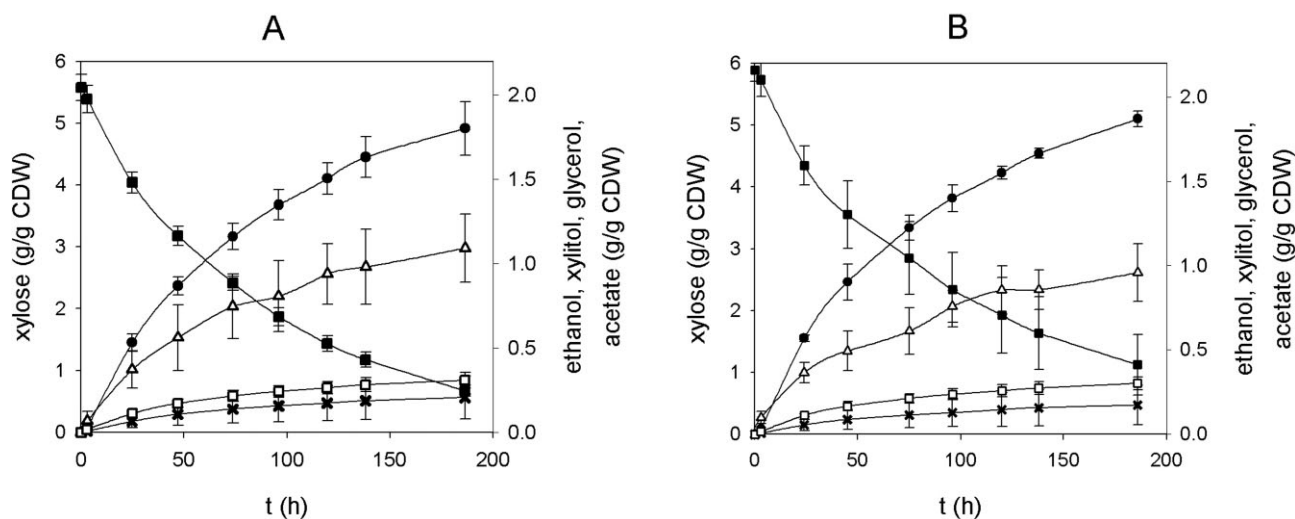 A
6
5
4
3
2
1
0
xylose (g/g CDW)
2.0
1.5
1.0
0.5
0.0
ethanol, xylitol, glycerol,
acetate (g/g CDW)
0 50 100 150 200
t (h)
B
6
5
4
3
2
1
0
xylose (g/g CDW)
2.0
1.5
1.0
0.5
0.0
ethanol, xylitol, glycerol,
acetate (g/g CDW)
0 50 100 150 200
t (h)